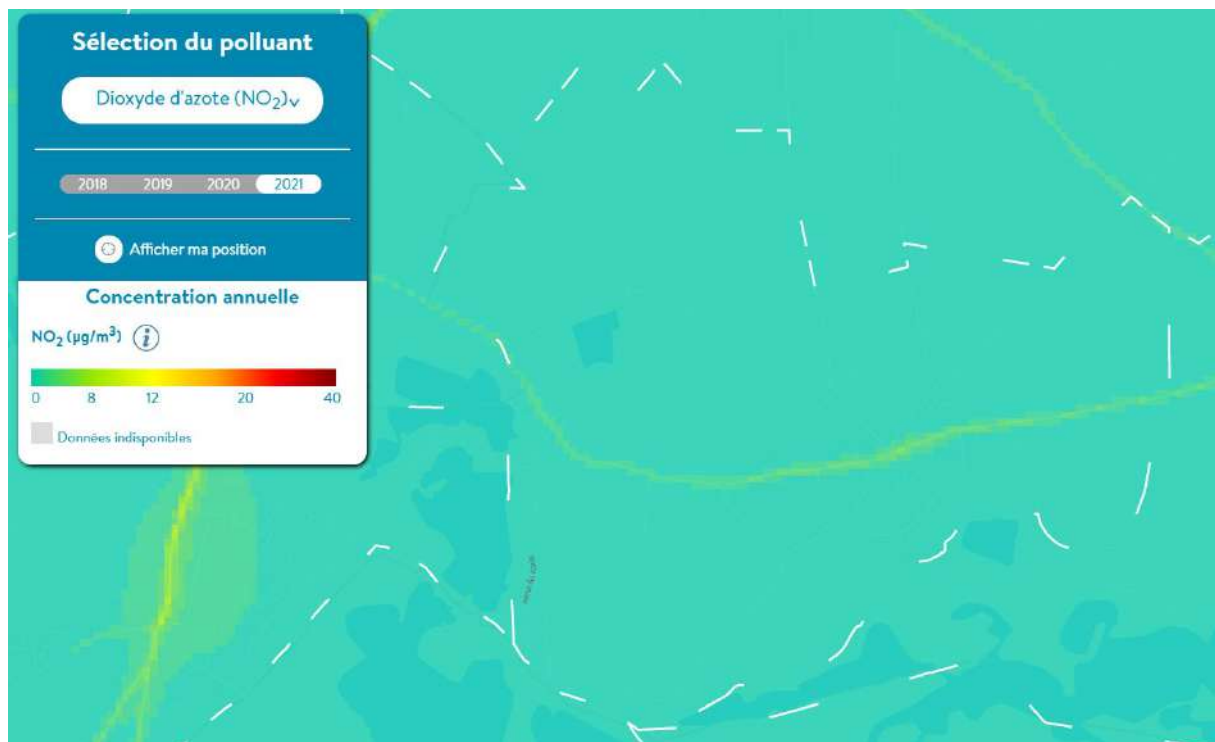 Sélection du polluant
Dioxyde d'azote (NO₂)
2018 2019 2020 2021
Afficher ma position
Concentration annuelle
NO₂ (µg/m³) i
0 8 12 20 40
Données indisponibles